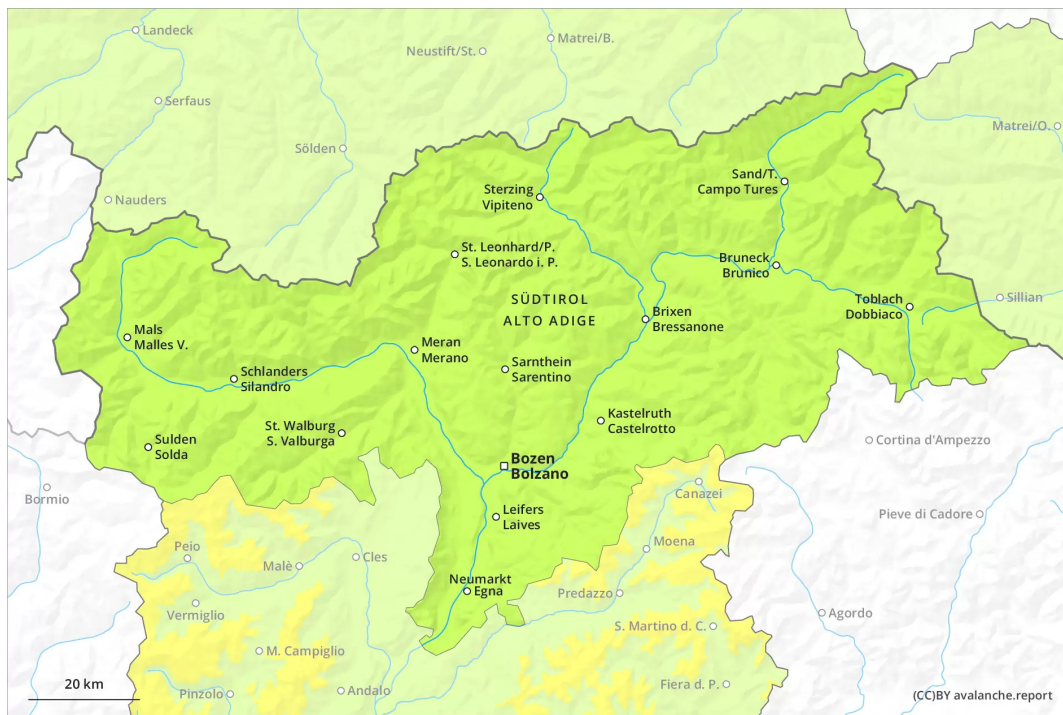 Landeck
Neustift/St.
Matrei/B.
Serfaus
Matrei/O.
Sölden
Nauders
Sand/T.
Campo Tures
Sterzing
Vipiteno
St. Leonhard/P.
S. Leonardo i. P.
Bruneck
Brunico
SÜDTIROL
ALTO ADIGE
Toblach
Dobbiaco
Sillian
Brixen
Bressanone
Mals
Malles V.
Meran
Merano
Schlanders
Silandro
Sarnthein
Sarentino
St. Walburg
S. Valburga
Kastelruth
Castelrotto
Sulden
Solda
Cortina d'Ampezzo
Bozen
Bolzano
Bormio
Canazei
Leifers
Laives
Pieve di Cadore
Peio
Moena
Cles
Malè
Neumarkt
Egna
Predazzo
Vermiglio
Agordo
S. Martino d. C.
M. Campiglio
20 km
Pinzolo
Andalo
Fiera d. P.
(CC)BY avalanche.report